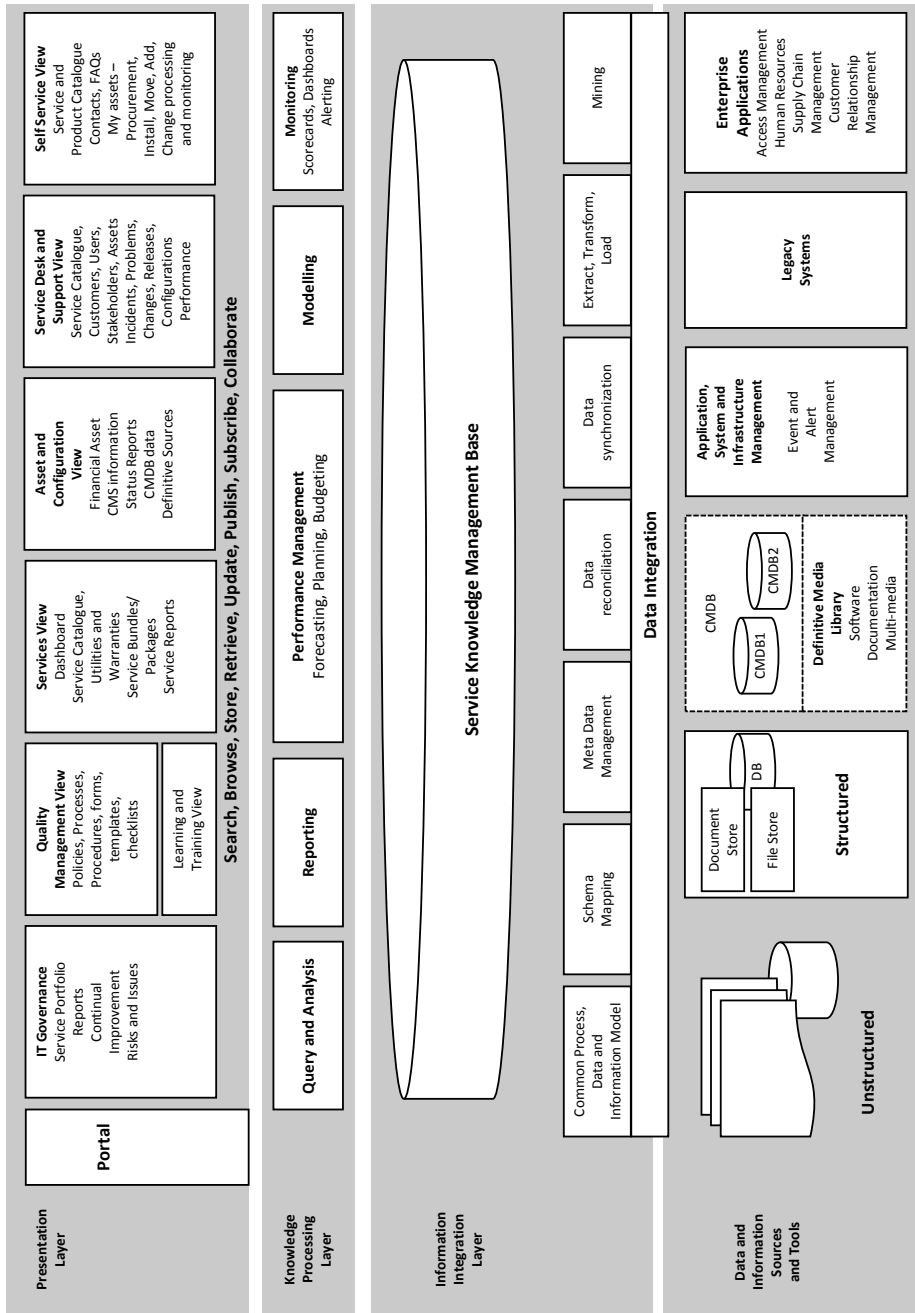 Presentation
Layer
Portal
IT Governance
Service Portfolio
Reports
Continual
Improvement
Risks and Issues
Quality
Management View
Policies, Processes,
Procedures, forms,
templates,
checklists
Learning and
Training View
Services View
Dashboard
Service Catalogue,
Utilities and
Warranties
Service Bundles/
Packages
Service Reports
Asset and
Configuration
View
Financial Asset
CMS information
Status Reports
CMDB data
Definitive Sources
Service Desk and
Support View
Service Catalogue,
Customers, Users,
Stakeholders, Assets
Incidents, Problems,
Changes, Releases,
Configurations
Performance
Self Service View
Service and
Product Catalogue
Contacts, FAQs
My assets –
Procurement,
Install, Move, Add,
Change processing
and monitoring
Search, Browse, Store, Retrieve, Update, Publish, Subscribe, Collaborate
Knowledge
Processing
Layer
Query and Analysis
Reporting
Performance Management
Forecasting, Planning, Budgeting
Modelling
Monitoring
Scorecards, Dashboards
Alerting
Information
Integration
Layer
Service Knowledge Management Base
Common Process,
Data and
Information Model
Schema
Mapping
Meta Data
Management
Data
reconciliation
Data
synchronization
Extract, Transform,
Load
Mining
Data Integration
Data and
Information
Sources
and Tools
Unstructured
Document
Store
File Store
DB
Structured
CMDB
CMDB1
CMDB2
Definitive Media
Library
Software
Documentation
Multi-media
Application,
System and
Infrastructure
Management
Event and
Alert
Management
Legacy
Systems
Enterprise
Applications
Access Management
Human Resources
Supply Chain
Management
Customer
Relationship
Management